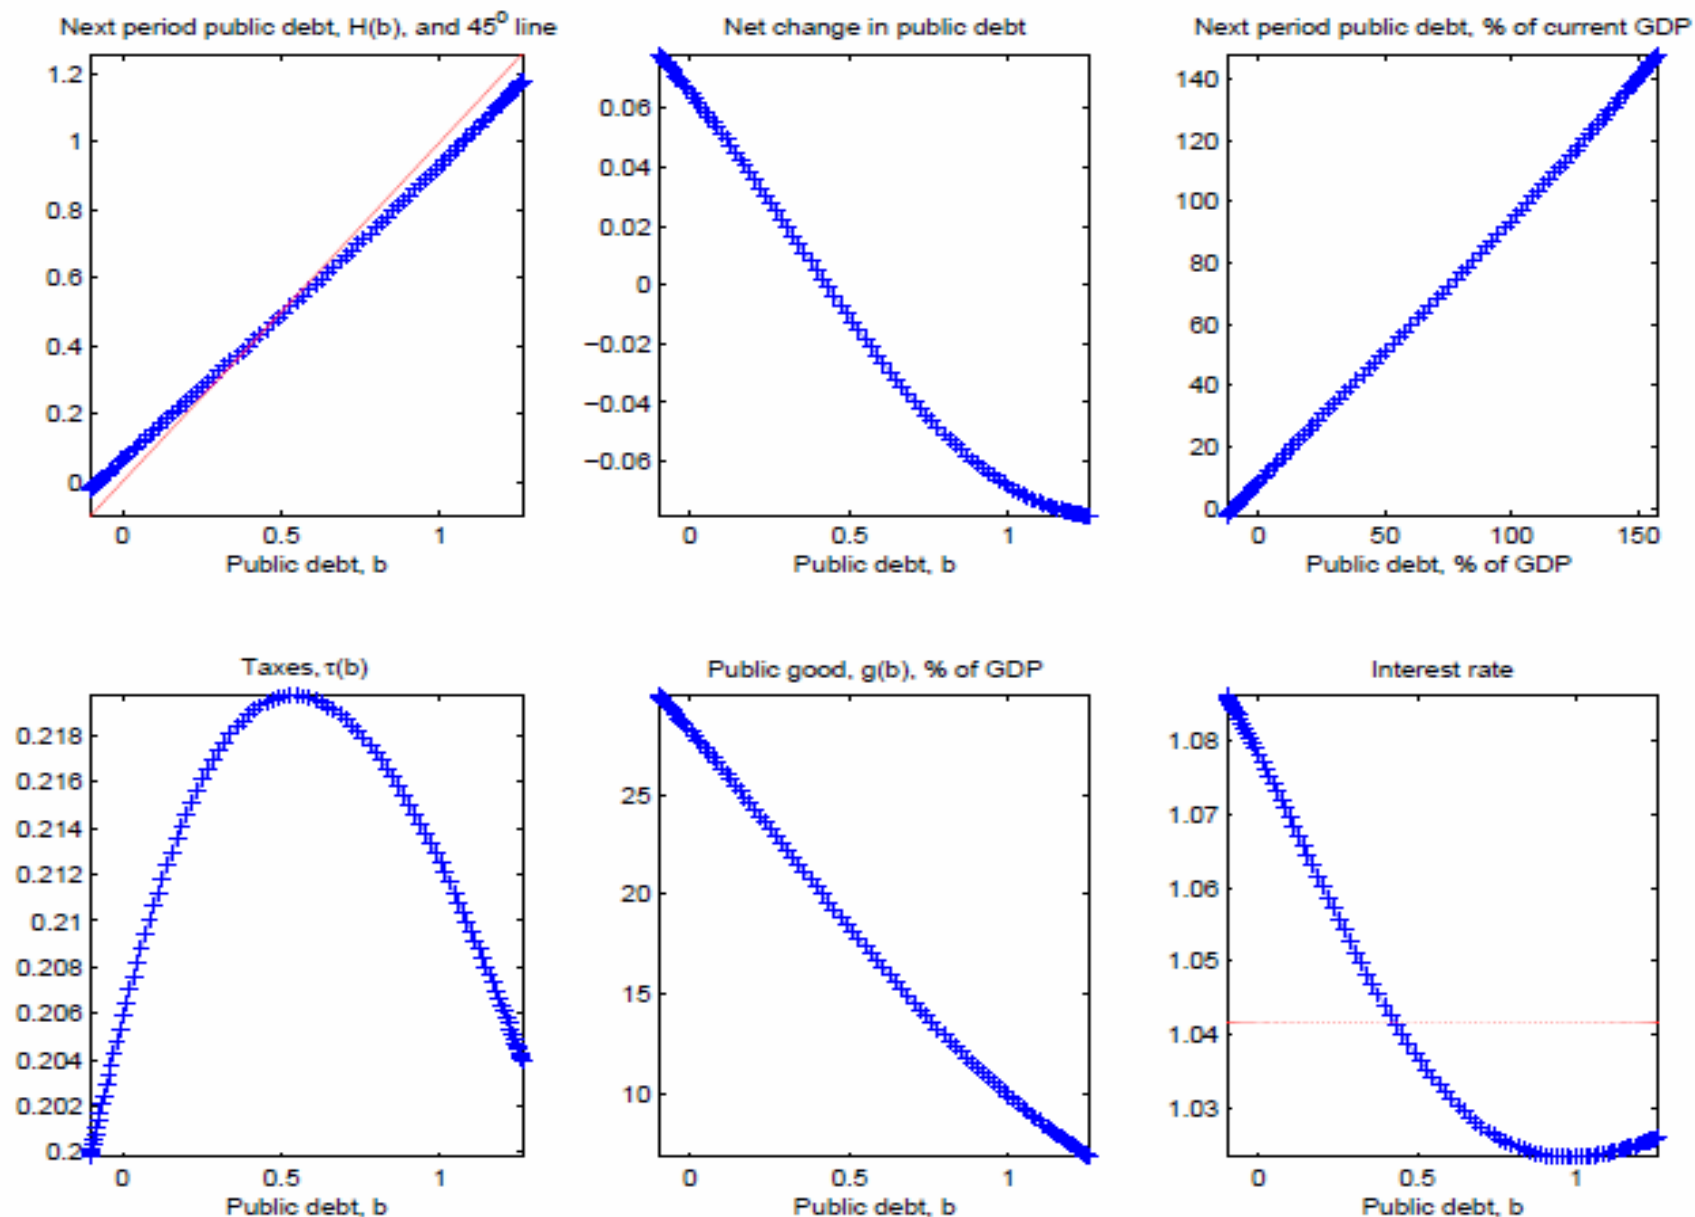 Next period public debt, H(b), and 45⁰ line
1.2
1
0.8
0.6
0.4
0.2
0
0 0.5 1
Public debt, b
Net change in public debt
0.06
0.04
0.02
0
−0.02
−0.04
−0.06
0 0.5 1
Public debt, b
Next period public debt, % of current GDP
140
120
100
80
60
40
20
0
0 50 100 150
Public debt, % of GDP
Taxes, τ(b)
0.218
0.216
0.214
0.212
0.21
0.208
0.206
0.204
0.202
0.2
0 0.5 1
Public debt, b
Public good, g(b), % of GDP
25
20
15
10
0 0.5 1
Public debt, b
Interest rate
1.08
1.07
1.06
1.05
1.04
1.03
0 0.5 1
Public debt, b